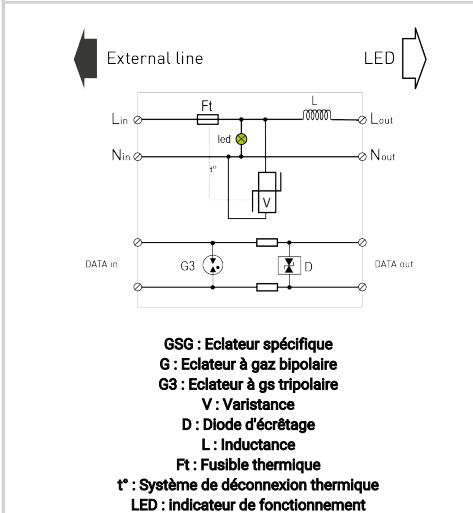 External line
LED
Ft
L
Lin
Lout
led
Nin
Nout
t°
V
DATA in
G3
D
DATA out
GSG : Eclateur spécifique
G : Eclateur à gaz bipolaire
G3 : Eclateur à gs tripolaire
V : Varistance
D : Diode d'écrêtage
L : Inductance
Ft : Fusible thermique
t° : Système de déconnexion thermique
LED : indicateur de fonctionnement